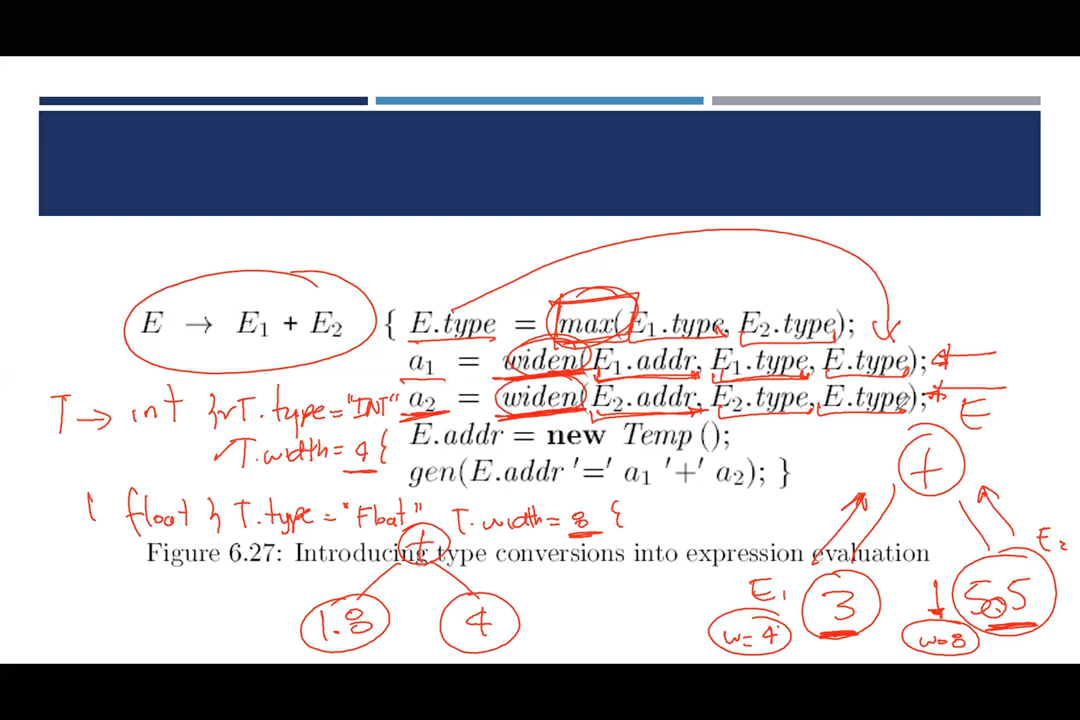 E → E₁ + E₂ { E.type = max(E₁.type, E₂.type);
a₁ = widen(E₁.addr, E₁.type, E.type);
T → int }T.type="INT" a₂ = widen(E₂.addr, E₂.type, E.type);
E
T.width=4{ E.addr = new Temp ();
gen(E.addr '=' a₁ '+' a₂); }
+
| float } T.type="Float" T.width=8 {
+
Figure 6.27: Introducing type conversions into expression evaluation
E₂
E₁ 3 5.5
1.8 4
w=4 w=8